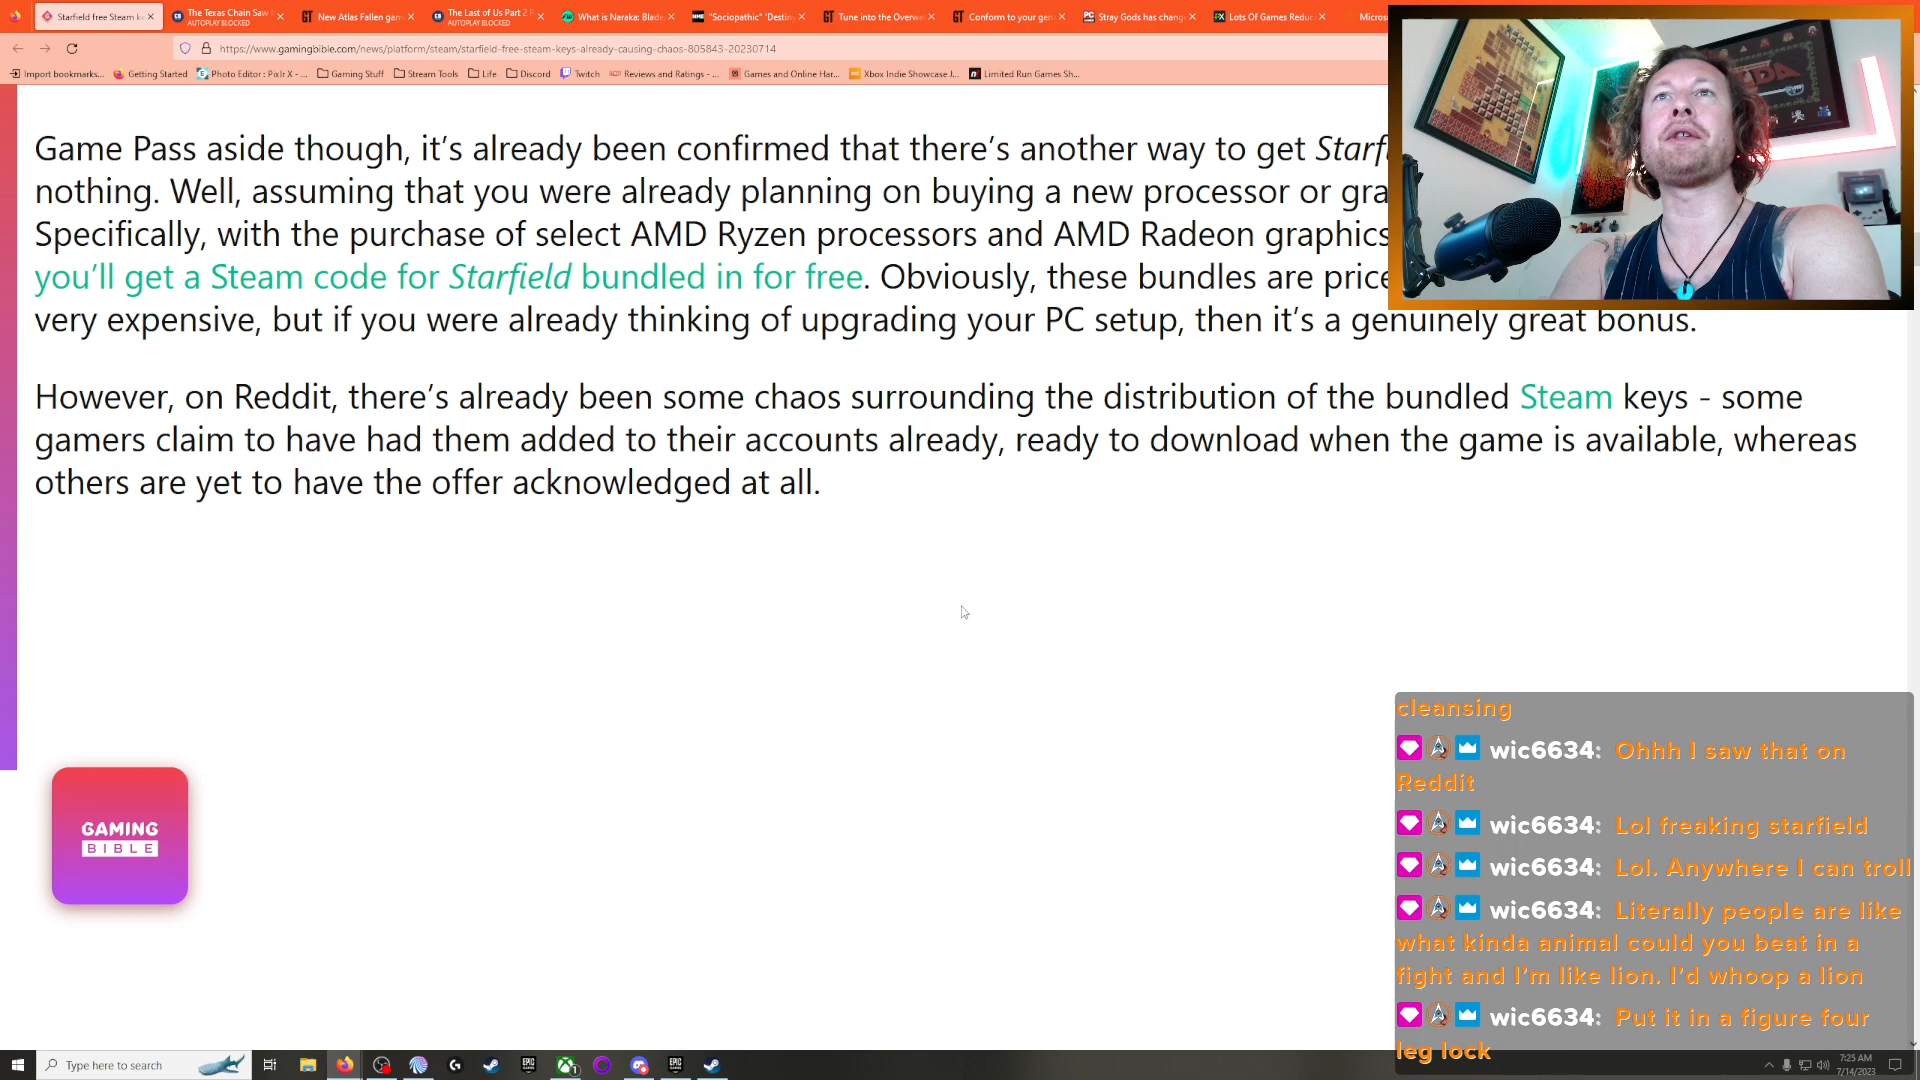 Starfield free Steam ke
The Texas Chain Saw
AUTOPLAY BLOCKED
New Atlas Fallen gam
The Last of Us Part 2 R
AUTOPLAY BLOCKED
What is Naraka: Blade
"Sociopathic" 'Destiny
Tune into the Overwa
Conform to your gen
Stray Gods has chang
Lots Of Games Reduc
Micros
https://www.gamingbible.com/news/platform/steam/starfield-free-steam-keys-already-causing-chaos-805843-20230714
Import bookmarks...
Getting Started
Photo Editor : Pixlr X - ...
Gaming Stuff
Stream Tools
Life
Discord
Twitch
Reviews and Ratings - ...
Games and Online Har...
Xbox Indie Showcase J...
Limited Run Games Sh...
Game Pass aside though, it's already been confirmed that there's another way to get Starf
nothing. Well, assuming that you were already planning on buying a new processor or gra
Specifically, with the purchase of select AMD Ryzen processors and AMD Radeon graphics
you'll get a Steam code for Starfield bundled in for free. Obviously, these bundles are price
very expensive, but if you were already thinking of upgrading your PC setup, then it's a genuinely great bonus.
However, on Reddit, there's already been some chaos surrounding the distribution of the bundled Steam keys - some
gamers claim to have had them added to their accounts already, ready to download when the game is available, whereas
others are yet to have the offer acknowledged at all.
GAMING
BIBLE
cleansing
wic6634: Ohhh I saw that on
Reddit
wic6634: Lol freaking starfield
wic6634: Lol. Anywhere I can troll
wic6634: Literally people are like
what kinda animal could you beat in a
fight and I'm like lion. I'd whoop a lion
wic6634: Put it in a figure four
leg lock
Type here to search
7:25 AM
7/14/2023